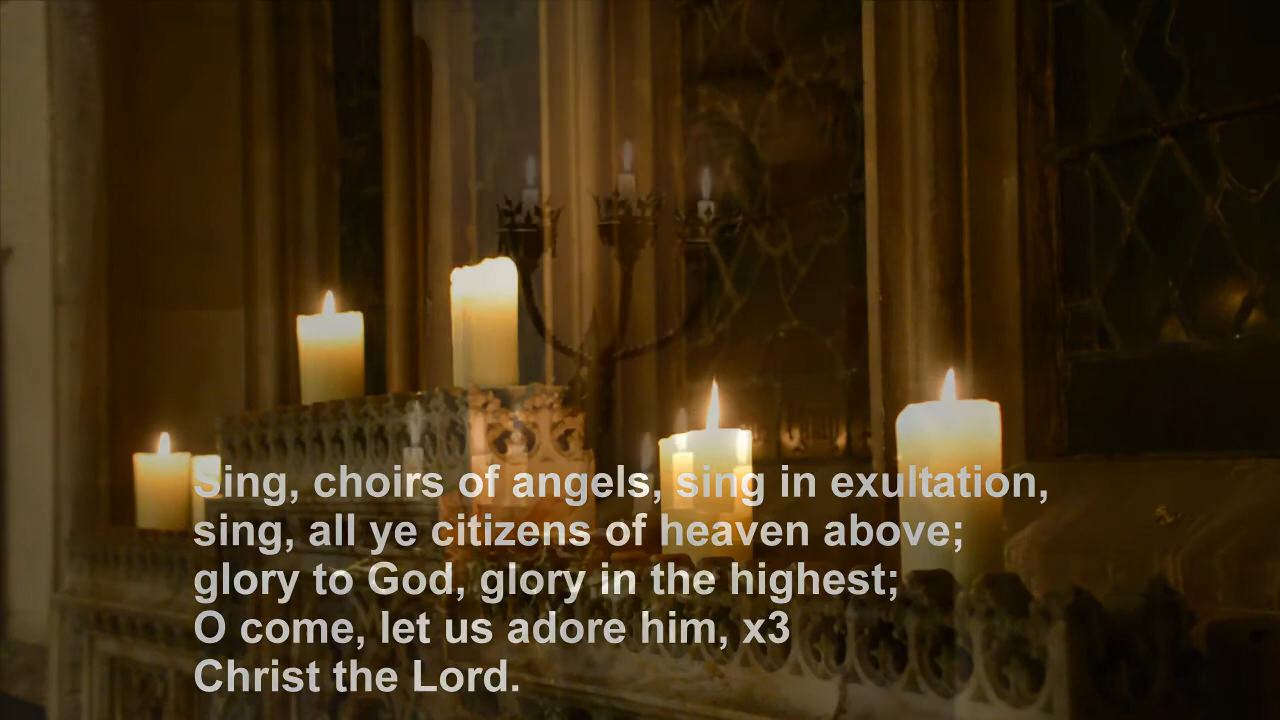 Sing, choirs of angels, sing in exultation,
sing, all ye citizens of heaven above;
glory to God, glory in the highest;
O come, let us adore him, x3
Christ the Lord.